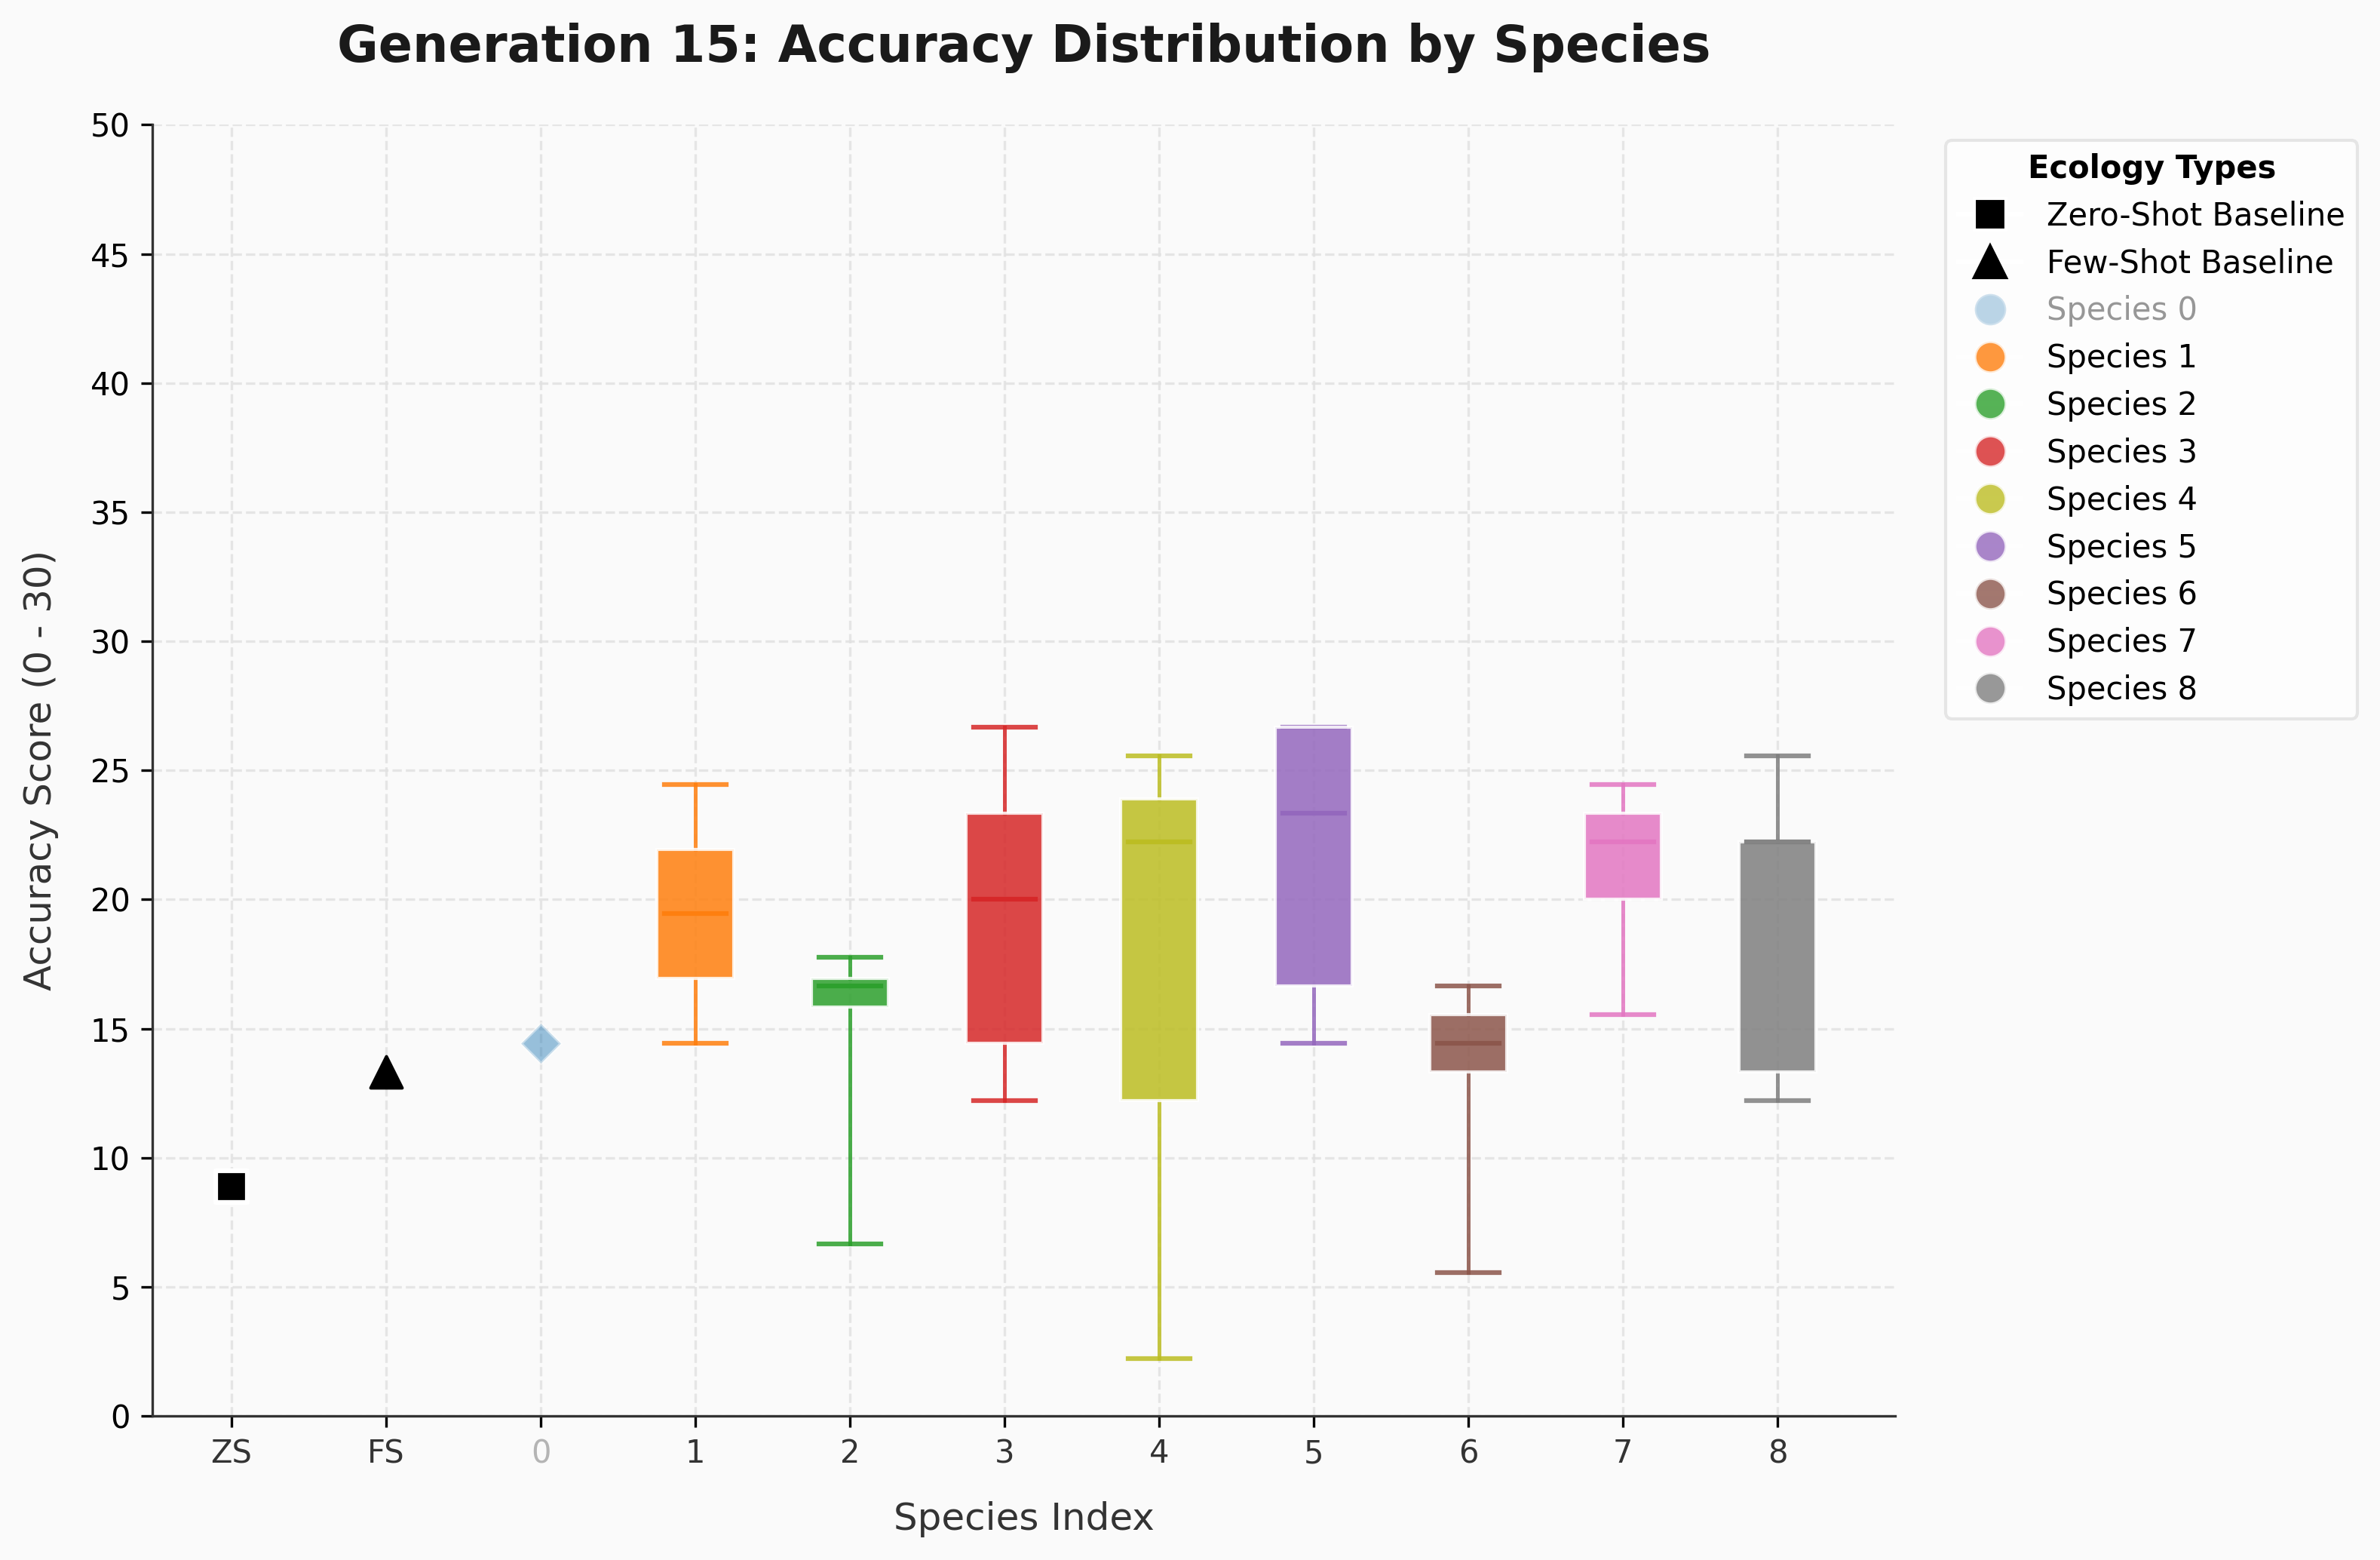 Generation 15: Accuracy Distribution by Species
Accuracy Score (0 - 30)
50
45
40
35
30
25
20
15
10
5
0
ZS FS 0 1 2 3 4 5 6 7 8
Species Index
Ecology Types
Zero-Shot Baseline
Few-Shot Baseline
Species 0
Species 1
Species 2
Species 3
Species 4
Species 5
Species 6
Species 7
Species 8